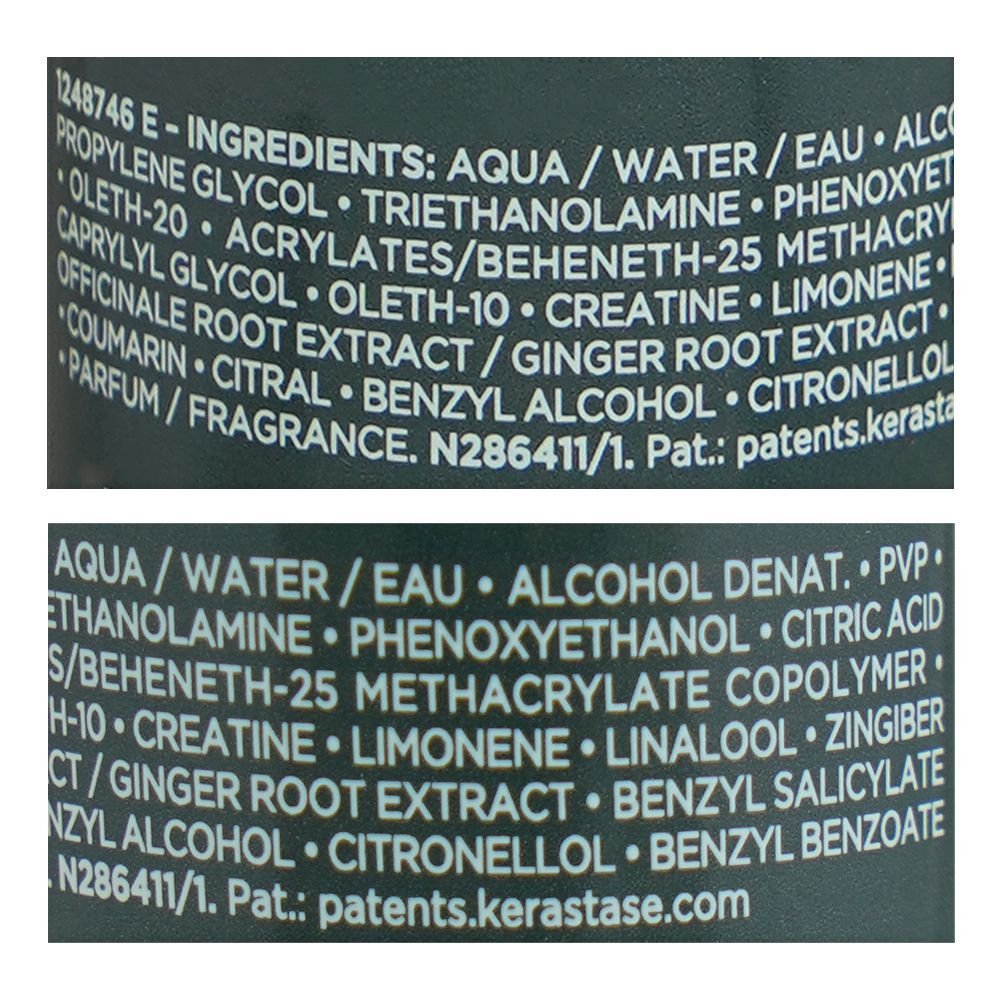 1248746 E - INGREDIENTS: AQUA / WATER / EAU • ALCO
PROPYLENE GLYCOL • TRIETHANOLAMINE • PHENOXYET
• OLETH-20 • ACRYLATES/BEHENETH-25 METHACRYL
CAPRYLYL GLYCOL • OLETH-10 • CREATINE • LIMONENE •
OFFICINALE ROOT EXTRACT / GINGER ROOT EXTRACT •
• COUMARIN • CITRAL • BENZYL ALCOHOL • CITRONELLOL
• PARFUM / FRAGRANCE. N286411/1. Pat.: patents.kerasta
AQUA / WATER / EAU • ALCOHOL DENAT. • PVP •
ETHANOLAMINE • PHENOXYETHANOL • CITRIC ACID
S/BEHENETH-25 METHACRYLATE COPOLYMER •
H-10 • CREATINE • LIMONENE • LINALOOL • ZINGIBER
CT / GINGER ROOT EXTRACT • BENZYL SALICYLATE
NZYL ALCOHOL • CITRONELLOL • BENZYL BENZOATE
. N286411/1. Pat.: patents.kerastase.com